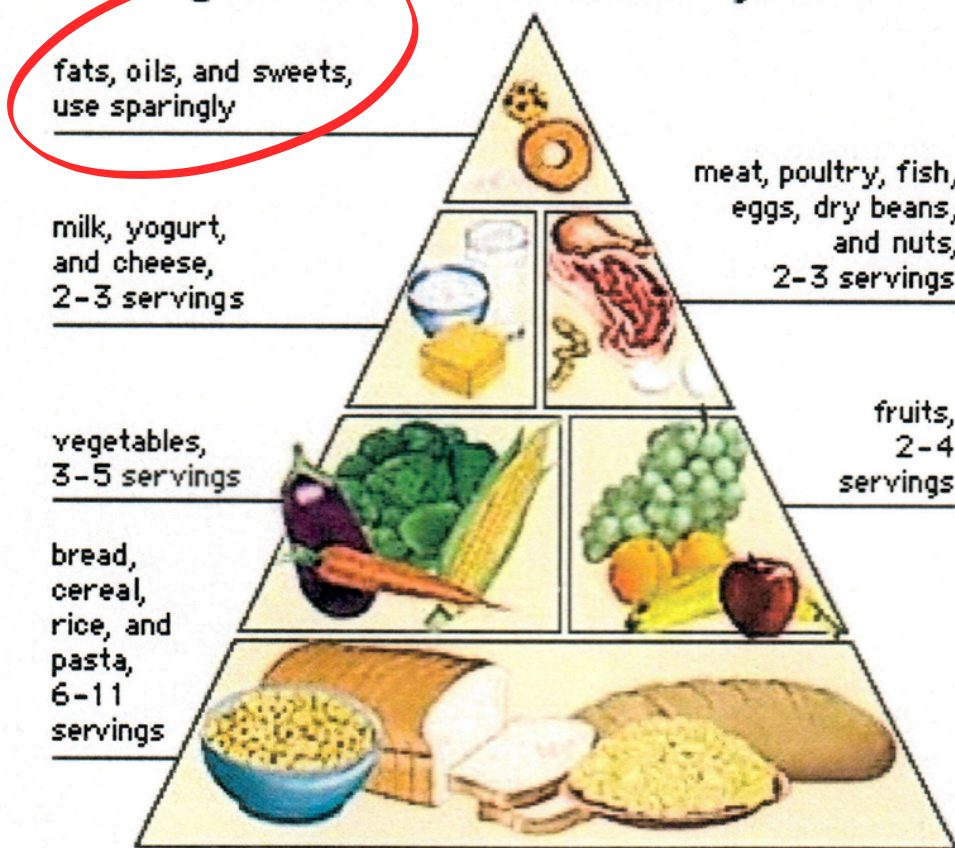 fats, oils, and sweets,
use sparingly
meat, poultry, fish,
eggs, dry beans,
and nuts,
2-3 servings
milk, yogurt,
and cheese,
2-3 servings
fruits,
2-4
servings
vegetables,
3-5 servings
bread,
cereal,
rice, and
pasta,
6-11
servings